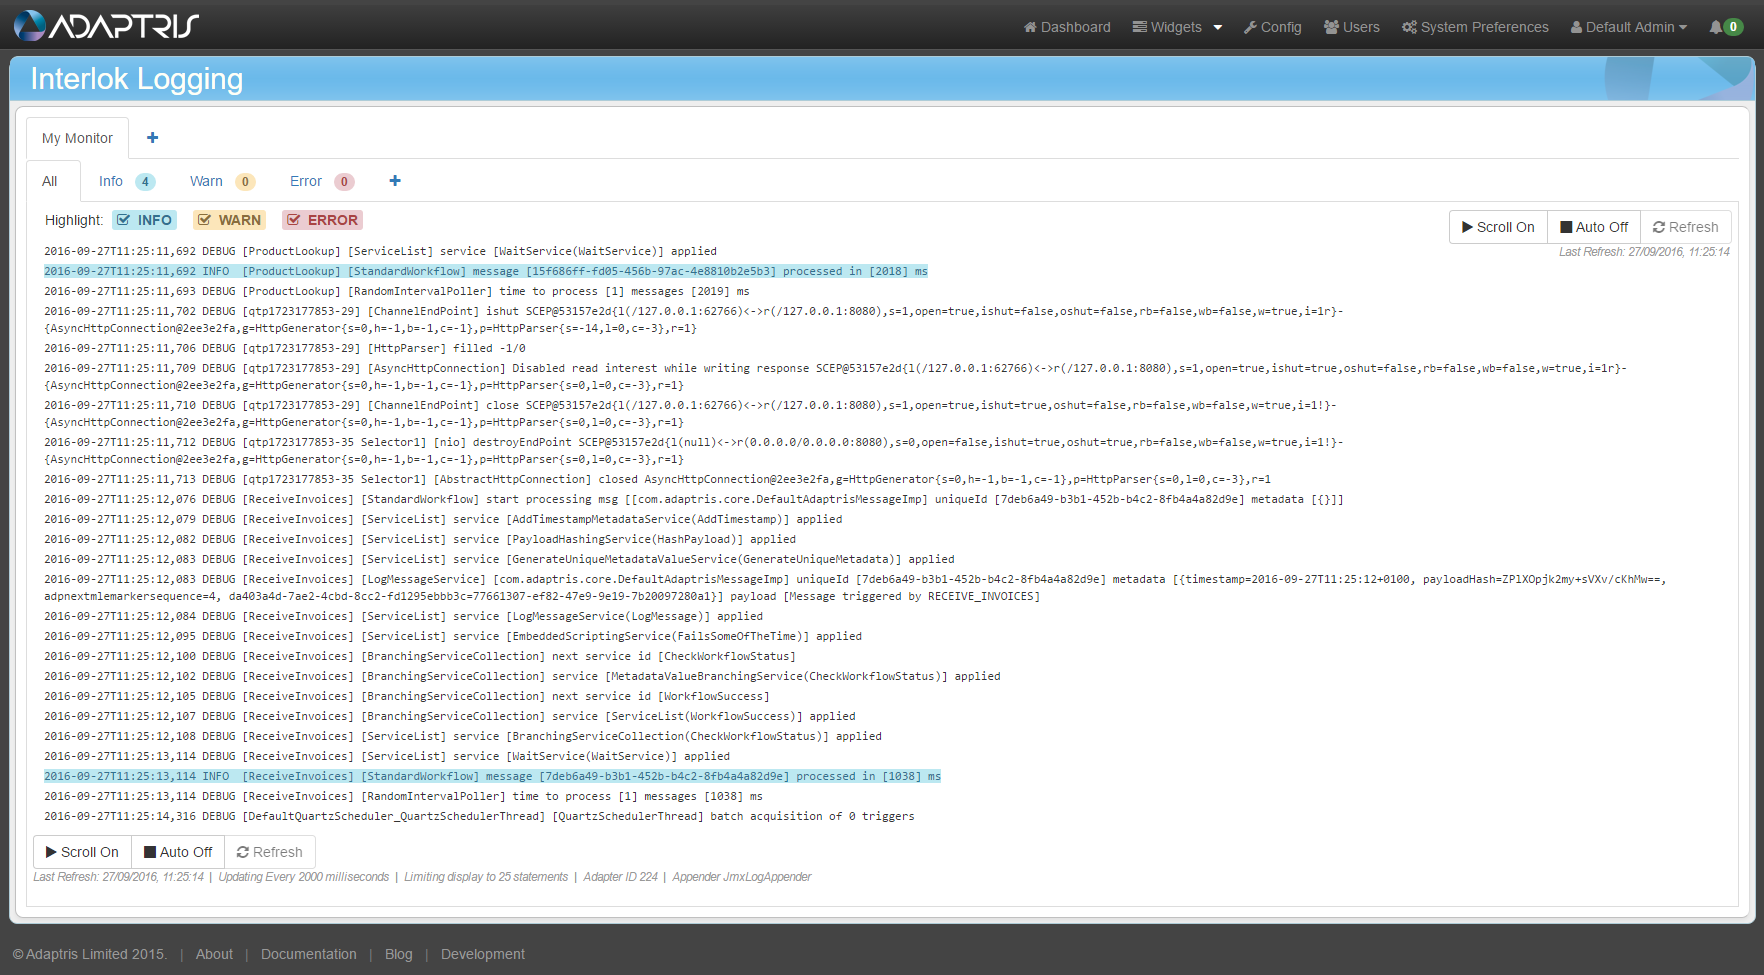 ADAPTRIS
Dashboard Widgets Config Users System Preferences Default Admin 0
Interlok Logging
My Monitor
All Info 4 Warn 0 Error 0
Highlight: INFO WARN ERROR
Scroll On Auto Off Refresh
Last Refresh: 27/09/2016, 11:25:14
2016-09-27T11:25:11,692 DEBUG [ProductLookup] [ServiceList] service [WaitService(WaitService)] applied
2016-09-27T11:25:11,692 INFO  [ProductLookup] [StandardWorkflow] message [15f686ff-fd05-456b-97ac-4e8810b2e5b3] processed in [2018] ms
2016-09-27T11:25:11,693 DEBUG [ProductLookup] [RandomIntervalPoller] time to process [1] messages [2019] ms
2016-09-27T11:25:11,702 DEBUG [qtp1723177853-29] [ChannelEndPoint] ishut SCEP@53157e2d{l(/127.0.0.1:62766)<->r(/127.0.0.1:8080),s=1,open=true,ishut=false,oshut=false,rb=false,wb=false,w=true,i=1r}-
{AsyncHttpConnection@2ee3e2fa,g=HttpGenerator{s=0,h=-1,b=-1,c=-1},p=HttpParser{s=-14,l=0,c=-3},r=1}
2016-09-27T11:25:11,706 DEBUG [qtp1723177853-29] [HttpParser] filled -1/0
2016-09-27T11:25:11,709 DEBUG [qtp1723177853-29] [AsyncHttpConnection] Disabled read interest while writing response SCEP@53157e2d{l(/127.0.0.1:62766)<->r(/127.0.0.1:8080),s=1,open=true,ishut=true,oshut=false,rb=false,wb=false,w=true,i=1r}-
{AsyncHttpConnection@2ee3e2fa,g=HttpGenerator{s=0,h=-1,b=-1,c=-1},p=HttpParser{s=0,l=0,c=-3},r=1}
2016-09-27T11:25:11,710 DEBUG [qtp1723177853-29] [ChannelEndPoint] close SCEP@53157e2d{l(/127.0.0.1:62766)<->r(/127.0.0.1:8080),s=1,open=true,ishut=true,oshut=false,rb=false,wb=false,w=true,i=1!}-
{AsyncHttpConnection@2ee3e2fa,g=HttpGenerator{s=0,h=-1,b=-1,c=-1},p=HttpParser{s=0,l=0,c=-3},r=1}
2016-09-27T11:25:11,712 DEBUG [qtp1723177853-35 Selector1] [nio] destroyEndPoint SCEP@53157e2d{l(null)<->r(0.0.0.0/0.0.0.0:8080),s=0,open=false,ishut=true,oshut=true,rb=false,wb=false,w=true,i=1!}-
{AsyncHttpConnection@2ee3e2fa,g=HttpGenerator{s=0,h=-1,b=-1,c=-1},p=HttpParser{s=0,l=0,c=-3},r=1}
2016-09-27T11:25:11,713 DEBUG [qtp1723177853-35 Selector1] [AbstractHttpConnection] closed AsyncHttpConnection@2ee3e2fa,g=HttpGenerator{s=0,h=-1,b=-1,c=-1},p=HttpParser{s=0,l=0,c=-3},r=1
2016-09-27T11:25:12,076 DEBUG [ReceiveInvoices] [StandardWorkflow] start processing msg [[com.adaptris.core.DefaultAdaptrisMessageImp] uniqueId [7deb6a49-b3b1-452b-b4c2-8fb4a4a82d9e] metadata [{}]]
2016-09-27T11:25:12,079 DEBUG [ReceiveInvoices] [ServiceList] service [AddTimestampMetadataService(AddTimestamp)] applied
2016-09-27T11:25:12,082 DEBUG [ReceiveInvoices] [ServiceList] service [PayloadHashingService(HashPayload)] applied
2016-09-27T11:25:12,083 DEBUG [ReceiveInvoices] [ServiceList] service [GenerateUniqueMetadataValueService(GenerateUniqueMetadata)] applied
2016-09-27T11:25:12,083 DEBUG [ReceiveInvoices] [LogMessageService] [com.adaptris.core.DefaultAdaptrisMessageImp] uniqueId [7deb6a49-b3b1-452b-b4c2-8fb4a4a82d9e] metadata [{timestamp=2016-09-27T11:25:12+0100, payloadHash=ZPlXOpjk2my+sVXv/cKhMw==,
adpnextmlemarkersequence=4, da403a4d-7ae2-4cbd-8cc2-fd1295ebbb3c=77661307-ef82-47e9-9e19-7b20097280a1}] payload [Message triggered by RECEIVE_INVOICES]
2016-09-27T11:25:12,084 DEBUG [ReceiveInvoices] [ServiceList] service [LogMessageService(LogMessage)] applied
2016-09-27T11:25:12,095 DEBUG [ReceiveInvoices] [ServiceList] service [EmbeddedScriptingService(FailsSomeOfTheTime)] applied
2016-09-27T11:25:12,100 DEBUG [ReceiveInvoices] [BranchingServiceCollection] next service id [CheckWorkflowStatus]
2016-09-27T11:25:12,102 DEBUG [ReceiveInvoices] [BranchingServiceCollection] service [MetadataValueBranchingService(CheckWorkflowStatus)] applied
2016-09-27T11:25:12,105 DEBUG [ReceiveInvoices] [BranchingServiceCollection] next service id [WorkflowSuccess]
2016-09-27T11:25:12,107 DEBUG [ReceiveInvoices] [BranchingServiceCollection] service [ServiceList(WorkflowSuccess)] applied
2016-09-27T11:25:12,108 DEBUG [ReceiveInvoices] [ServiceList] service [BranchingServiceCollection(CheckWorkflowStatus)] applied
2016-09-27T11:25:13,114 DEBUG [ReceiveInvoices] [ServiceList] service [WaitService(WaitService)] applied
2016-09-27T11:25:13,114 INFO  [ReceiveInvoices] [StandardWorkflow] message [7deb6a49-b3b1-452b-b4c2-8fb4a4a82d9e] processed in [1038] ms
2016-09-27T11:25:13,114 DEBUG [ReceiveInvoices] [RandomIntervalPoller] time to process [1] messages [1038] ms
2016-09-27T11:25:14,316 DEBUG [DefaultQuartzScheduler_QuartzSchedulerThread] [QuartzSchedulerThread] batch acquisition of 0 triggers
Scroll On Auto Off Refresh
Last Refresh: 27/09/2016, 11:25:14 | Updating Every 2000 milliseconds | Limiting display to 25 statements | Adapter ID 224 | Appender JmxLogAppender
© Adaptris Limited 2015. | About | Documentation | Blog | Development